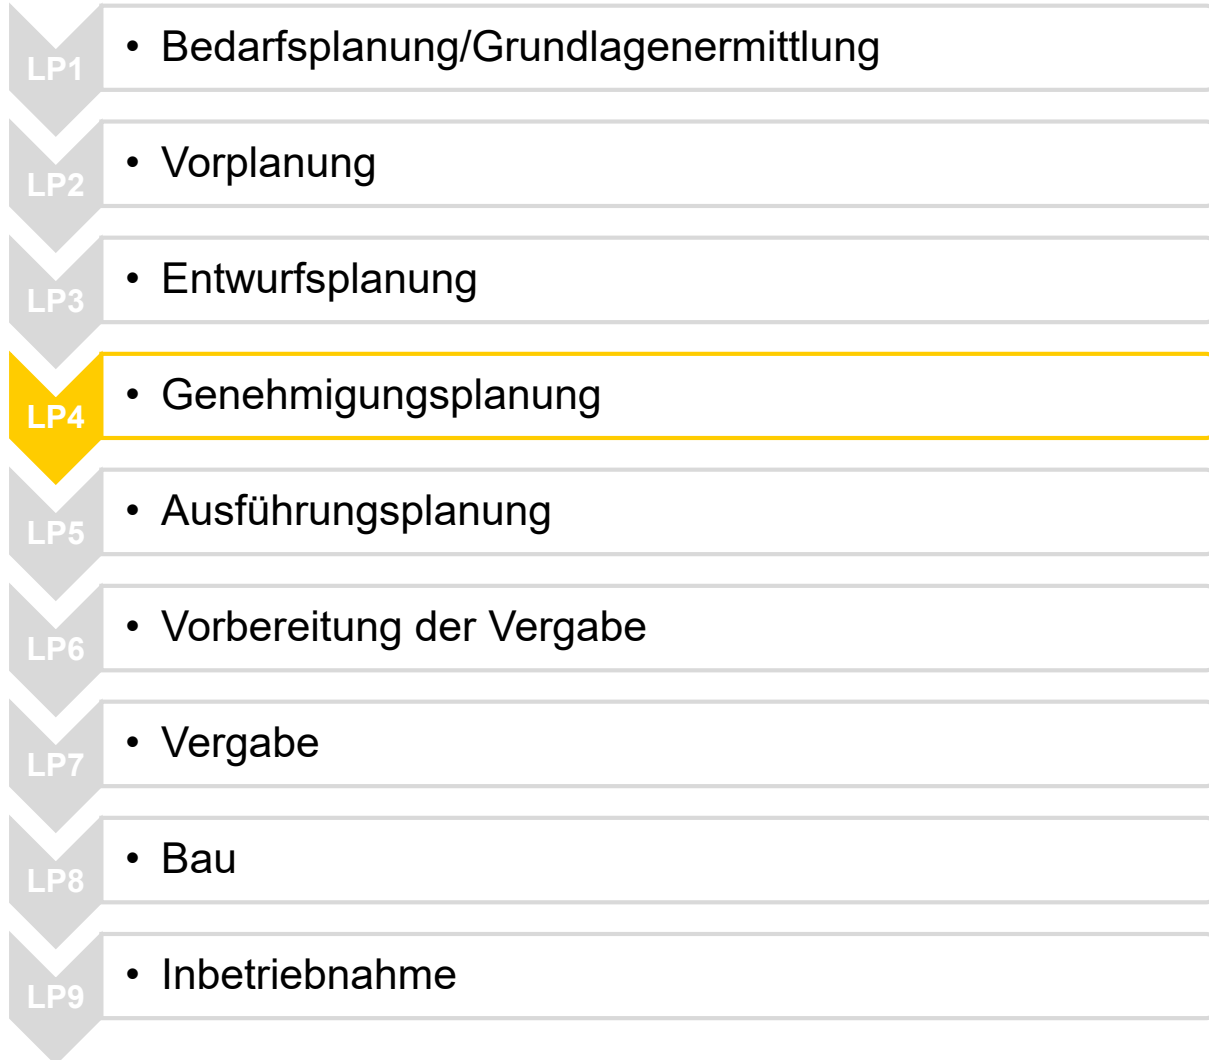 LP1 • Bedarfsplanung/Grundlagenermittlung
LP2 • Vorplanung
LP3 • Entwurfsplanung
LP4 • Genehmigungsplanung
LP5 • Ausführungsplanung
LP6 • Vorbereitung der Vergabe
LP7 • Vergabe
LP8 • Bau
LP9 • Inbetriebnahme